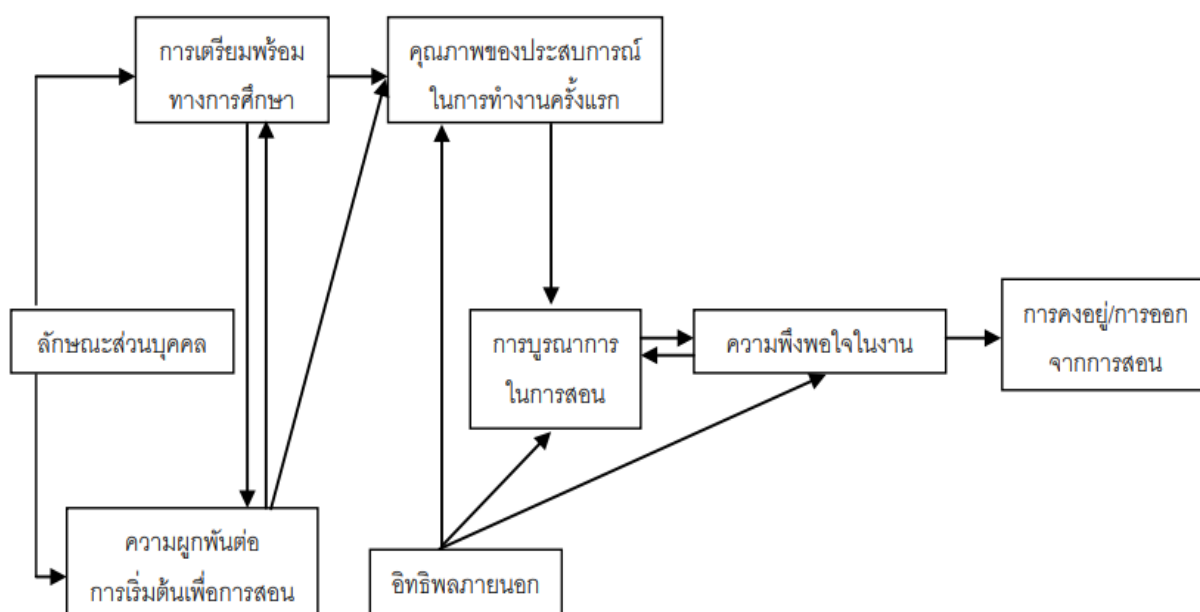 การเตรียมพร้อม
ทางการศึกษา
คุณภาพของประสบการณ์
ในการทำงานครั้งแรก
ลักษณะส่วนบุคคล
การบูรณาการ
ในการสอน
ความพึงพอใจในงาน
การคงอยู่/การออก
จากการสอน
ความผูกพันต่อ
การเริ่มต้นเพื่อการสอน
อิทธิพลภายนอก